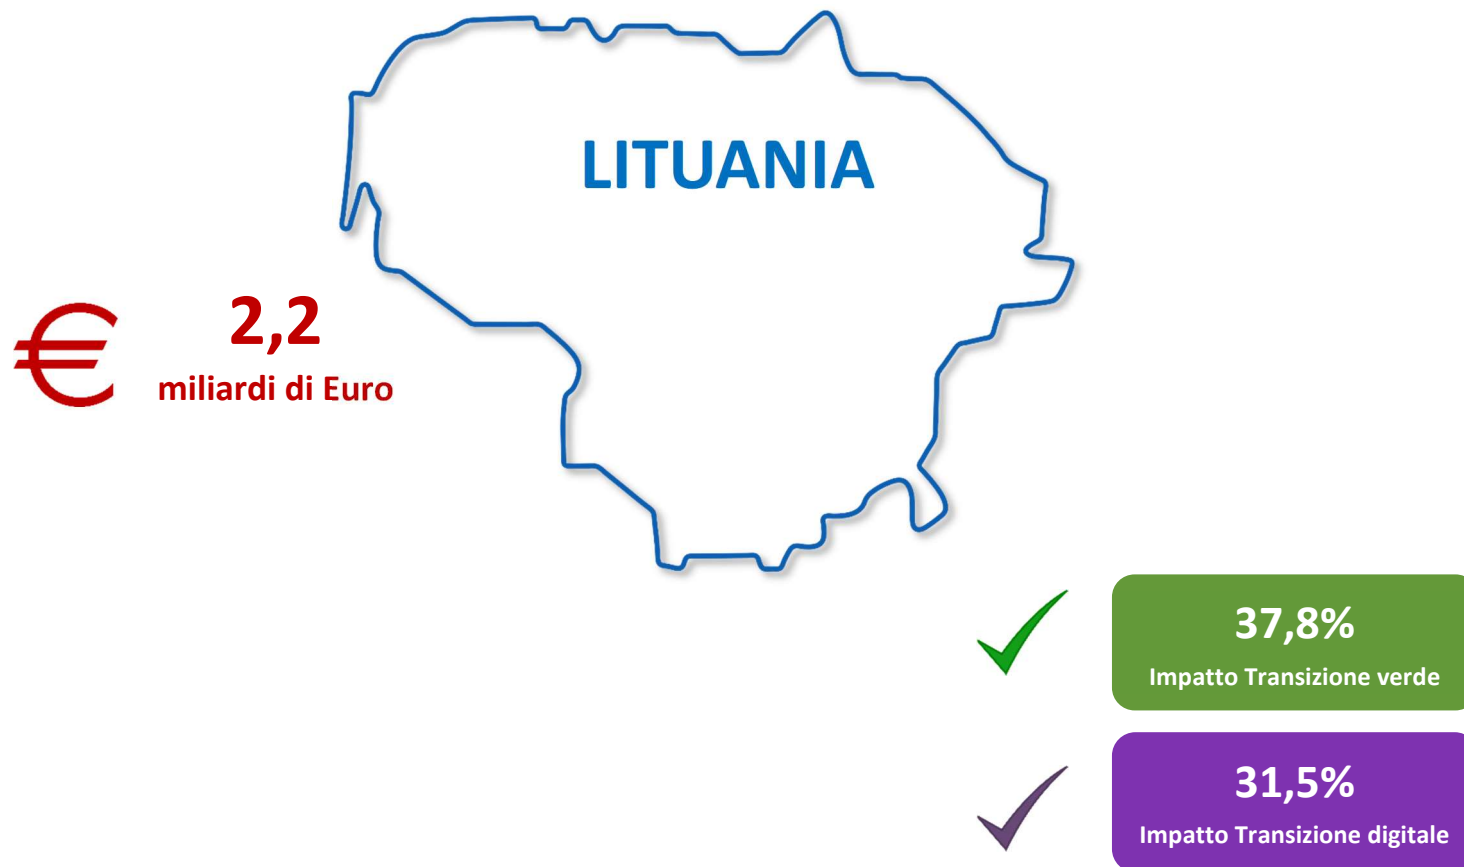 LITUANIA
€
2,2
miliardi di Euro
37,8%
Impatto Transizione verde
31,5%
Impatto Transizione digitale